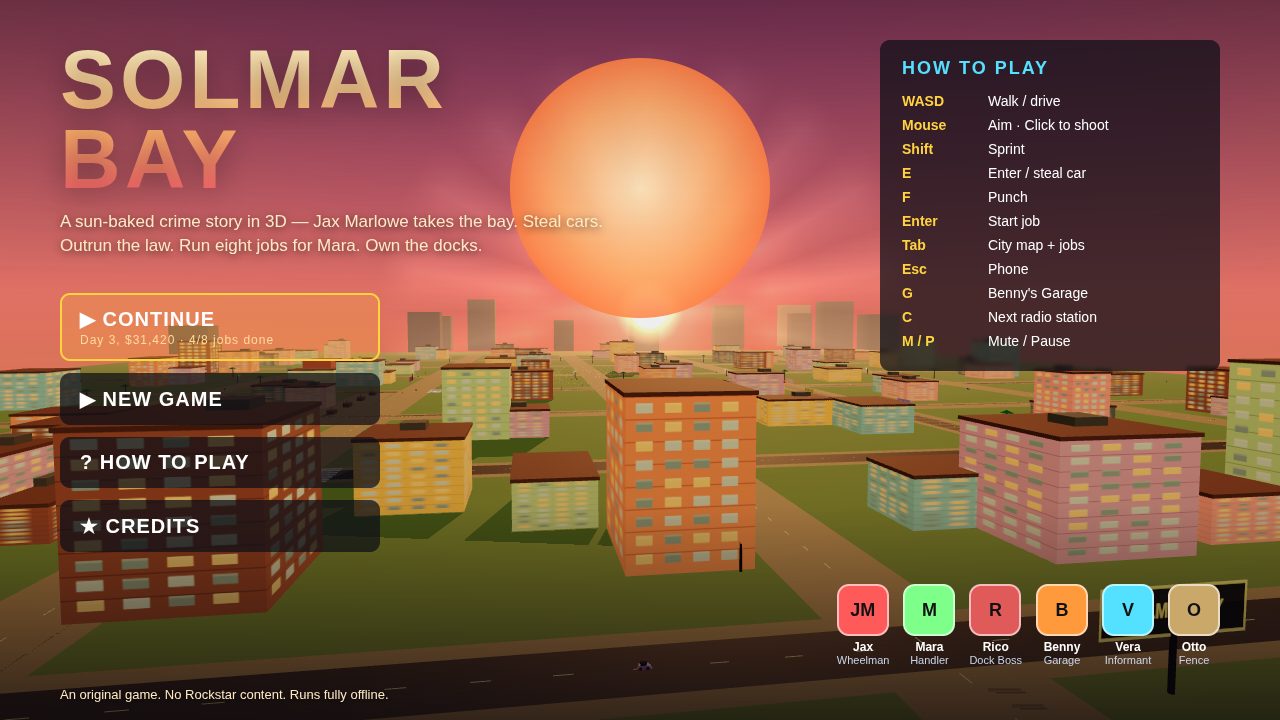 SOLMAR
BAY
A sun-baked crime story in 3D — Jax Marlowe takes the bay. Steal cars.
Outrun the law. Run eight jobs for Mara. Own the docks.
▶ CONTINUE
Day 3, $31,420 · 4/8 jobs done
▶ NEW GAME
? HOW TO PLAY
★ CREDITS
HOW TO PLAY
WASD Walk / drive
Mouse Aim · Click to shoot
Shift Sprint
E Enter / steal car
F Punch
Enter Start job
Tab City map + jobs
Esc Phone
G Benny's Garage
C Next radio station
M / P Mute / Pause
JM M R B V O
Jax Mara Rico Benny Vera Otto
Wheelman Handler Dock Boss Garage Informant Fence
An original game. No Rockstar content. Runs fully offline.